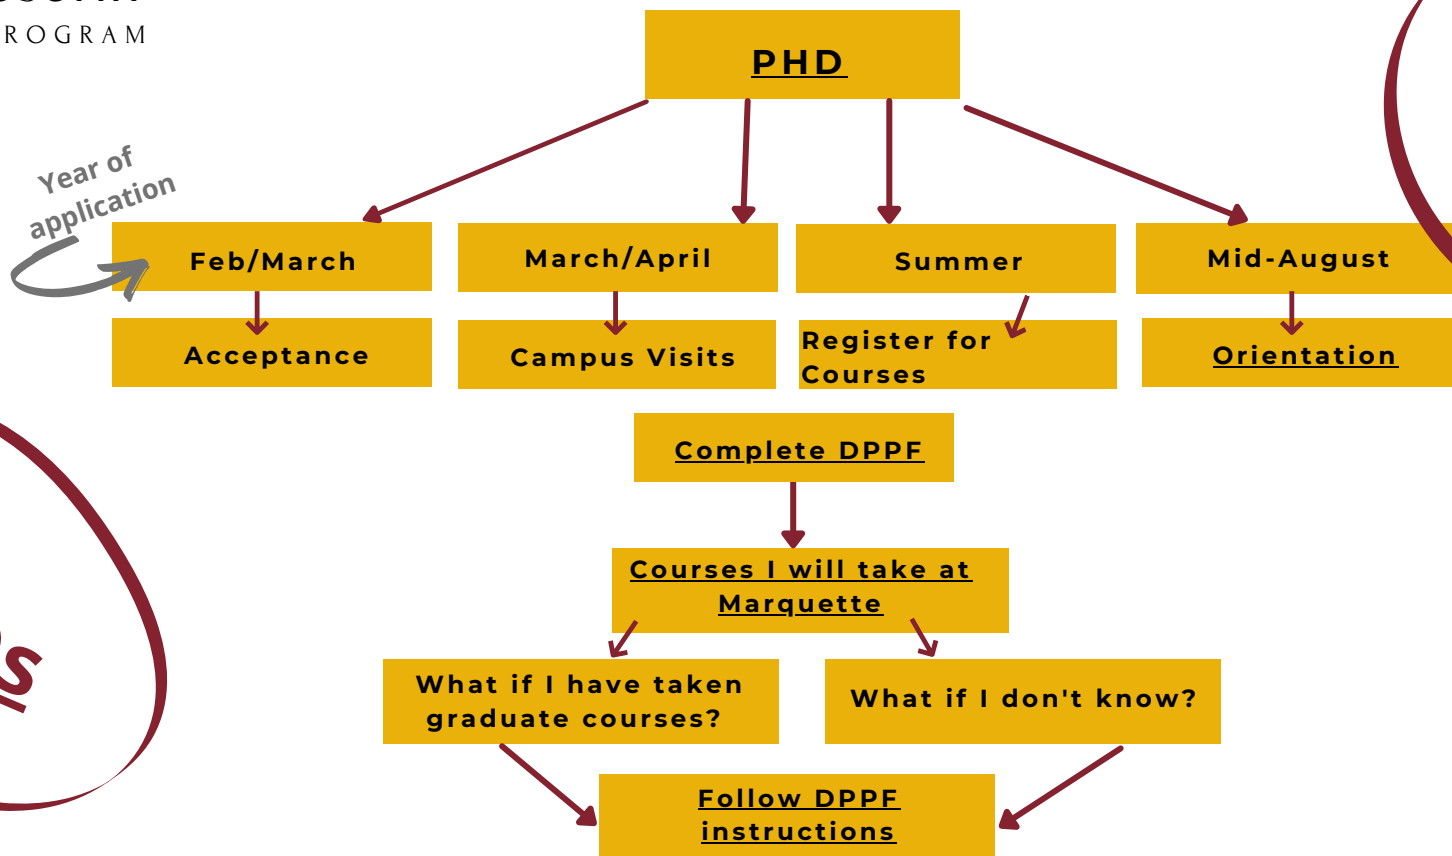 PROGRAM
PHD
Year of
application
Feb/March
March/April
Summer
Mid-August
Acceptance
Campus Visits
Register for
Courses
Orientation
Complete DPPF
Courses I will take at
Marquette
What if I have taken
graduate courses?
What if I don't know?
Follow DPPF
instructions